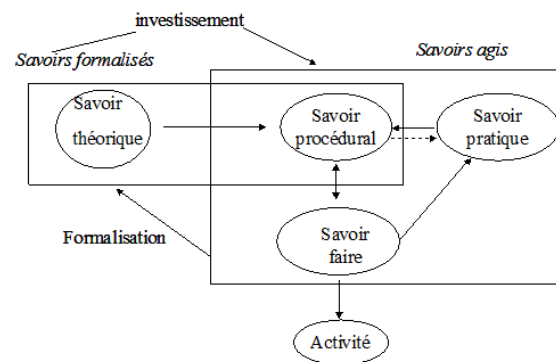 investissement
Savoirs formalisés
Savoirs agis
Savoir
théorique
Savoir
procédural
Savoir
pratique
Formalisation
Savoir
faire
Activité